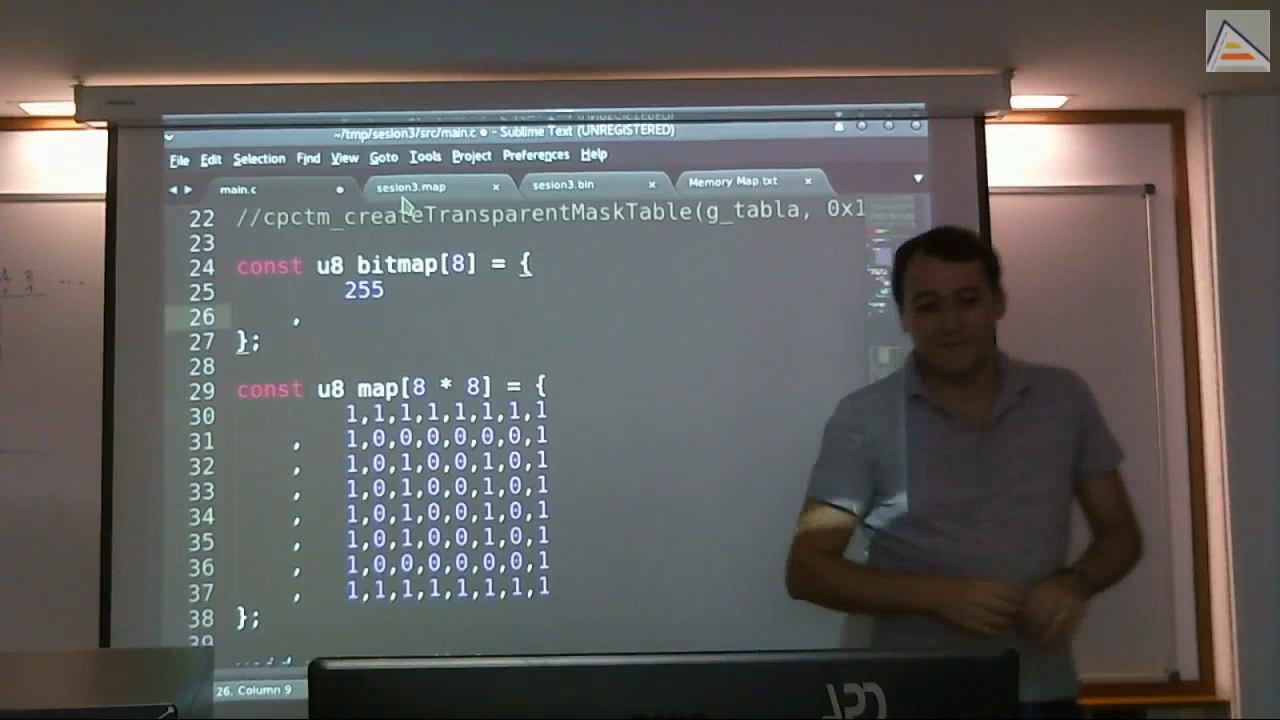 ~/tmp/sesion3/src/main.c ● - Sublime Text (UNREGISTERED)
File Edit Selection Find View Goto Tools Project Preferences Help
main.c
sesion3.map
sesion3.bin
Memory Map.txt
22 //cpctm_createTransparentMaskTable(g_tabla, 0x1
23
24 const u8 bitmap[8] = {
25 255
26 ,
27 };
28
29 const u8 map[8 * 8] = {
30 1,1,1,1,1,1,1,1
31 , 1,0,0,0,0,0,0,1
32 , 1,0,1,0,0,1,0,1
33 , 1,0,1,0,0,1,0,1
34 , 1,0,1,0,0,1,0,1
35 , 1,0,1,0,0,1,0,1
36 , 1,0,0,0,0,0,0,1
37 , 1,1,1,1,1,1,1,1
38 };
39
26, Column 9